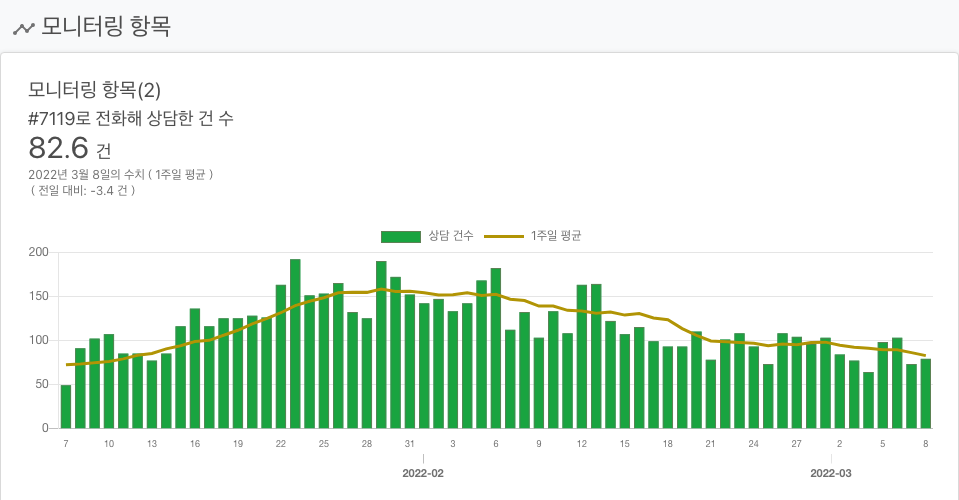 모니터링 항목
모니터링 항목(2)
#7119로 전화해 상담한 건 수
82.6 건
2022년 3월 8일의 수치 ( 1주일 평균 )
( 전일 대비: -3.4 건 )
상담 건수 1주일 평균
200
150
100
50
0
7 10 13 16 19 22 25 28 31 3 6 9 12 15 18 21 24 27 2 5 8
2022-02 2022-03